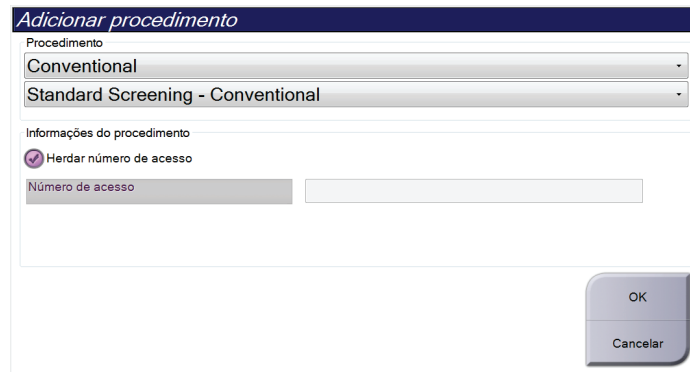 Adicionar procedimento
Procedimento
Conventional
Standard Screening - Conventional
Informações do procedimento
Herdar número de acesso
Número de acesso
OK
Cancelar